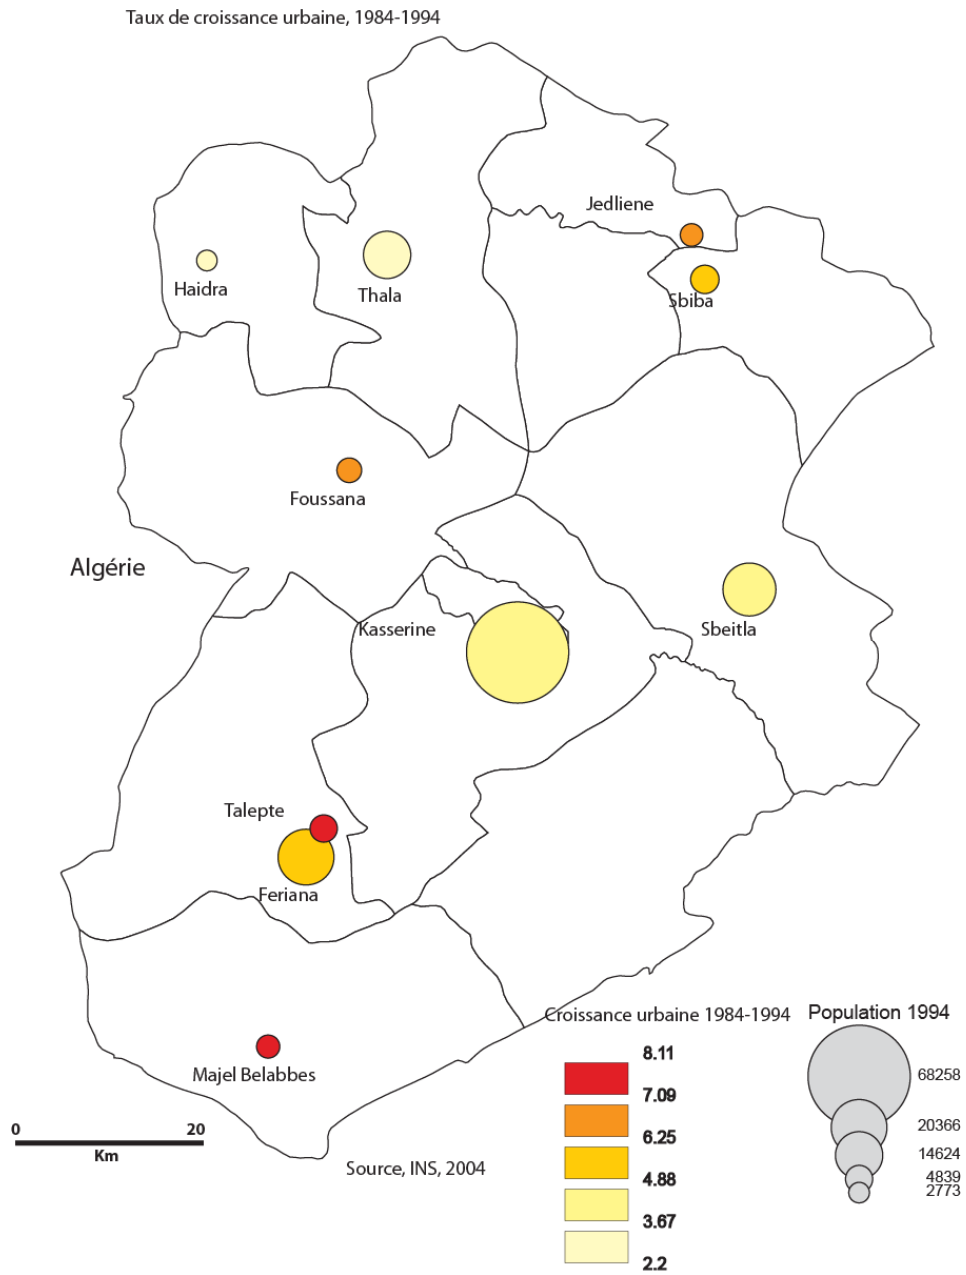 Taux de croissance urbaine, 1984-1994
Jedliene
Haidra
Thala
Sbiba
Foussana
Algérie
Kasserine
Sbeitla
Talepte
Feriana
Majel Belabbes
0 20
Km
Source, INS, 2004
Croissance urbaine 1984-1994
8.11
7.09
6.25
4.88
3.67
2.2
Population 1994
68258
20366
14624
4839
2773